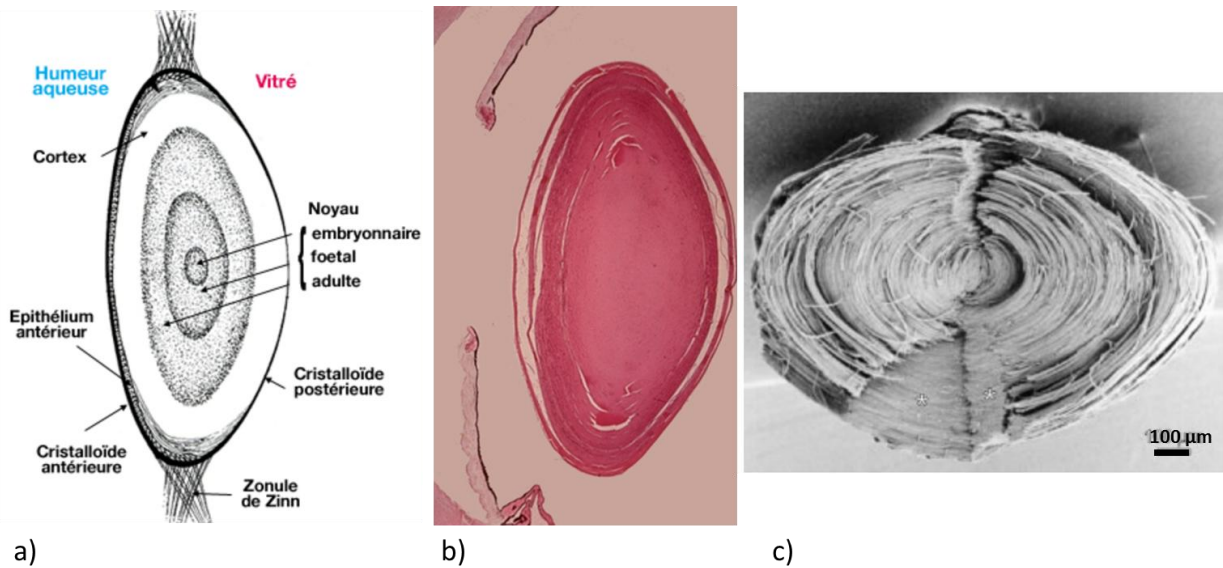 Humeur
aqueuse
Vitré
Cortex
Noyau
embryonnaire
foetal
adulte
Epithélium
antérieur
Cristalloïde
postérieure
Cristalloïde
antérieure
Zonule
de Zinn
* *
100 µm
a) b) c)